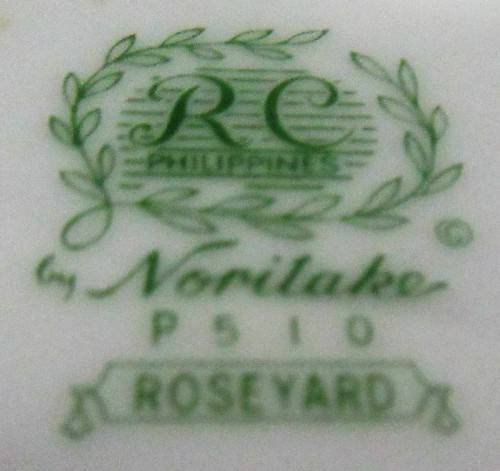 RC
PHILIPPINES
©
by Noritake
P510
ROSEYARD